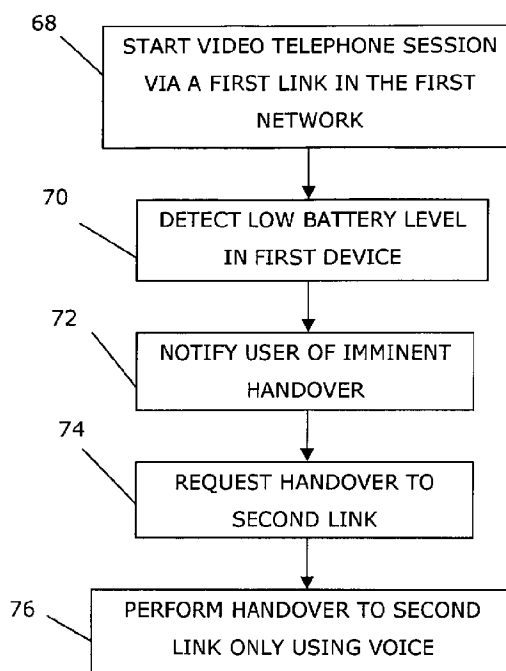 68
START VIDEO TELEPHONE SESSION
VIA A FIRST LINK IN THE FIRST
NETWORK
70
DETECT LOW BATTERY LEVEL
IN FIRST DEVICE
72
NOTIFY USER OF IMMINENT
HANDOVER
74
REQUEST HANDOVER TO
SECOND LINK
76
PERFORM HANDOVER TO SECOND
LINK ONLY USING VOICE